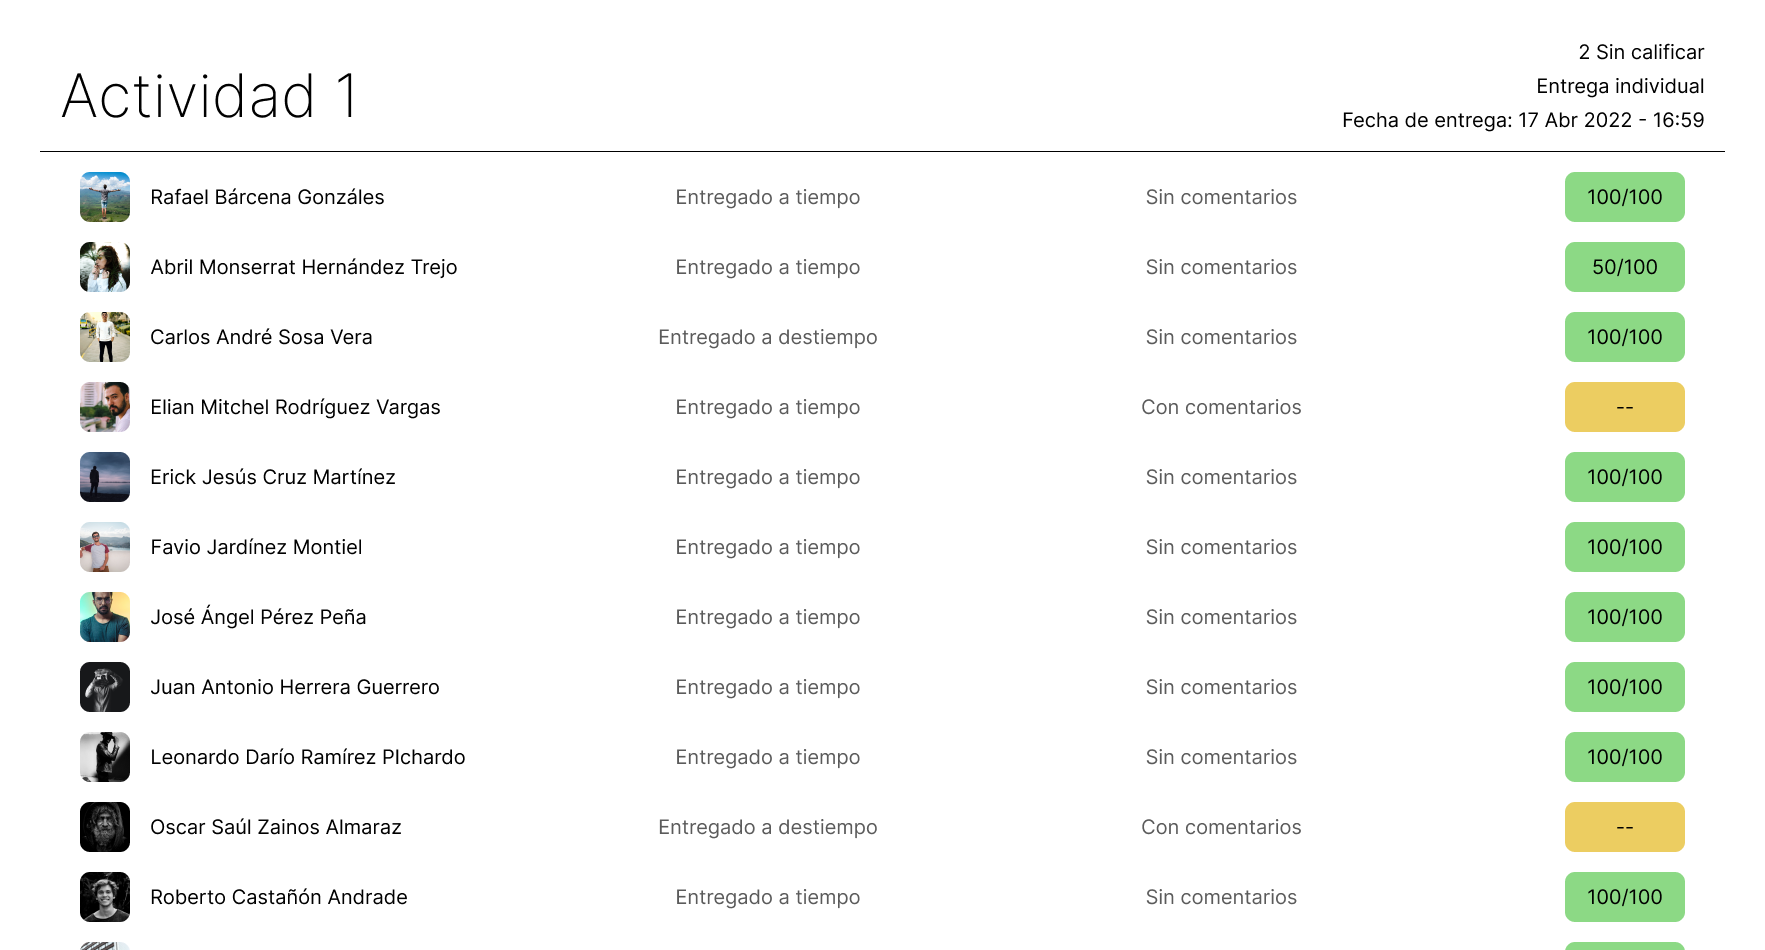 2 Sin calificar
Actividad 1
Entrega individual
Fecha de entrega: 17 Abr 2022 - 16:59
Rafael Bárcena Gonzáles Entregado a tiempo Sin comentarios 100/100
Abril Monserrat Hernández Trejo Entregado a tiempo Sin comentarios 50/100
Carlos André Sosa Vera Entregado a destiempo Sin comentarios 100/100
Elian Mitchel Rodríguez Vargas Entregado a tiempo Con comentarios --
Erick Jesús Cruz Martínez Entregado a tiempo Sin comentarios 100/100
Favio Jardínez Montiel Entregado a tiempo Sin comentarios 100/100
José Ángel Pérez Peña Entregado a tiempo Sin comentarios 100/100
Juan Antonio Herrera Guerrero Entregado a tiempo Sin comentarios 100/100
Leonardo Darío Ramírez PIchardo Entregado a tiempo Sin comentarios 100/100
Oscar Saúl Zainos Almaraz Entregado a destiempo Con comentarios --
Roberto Castañón Andrade Entregado a tiempo Sin comentarios 100/100